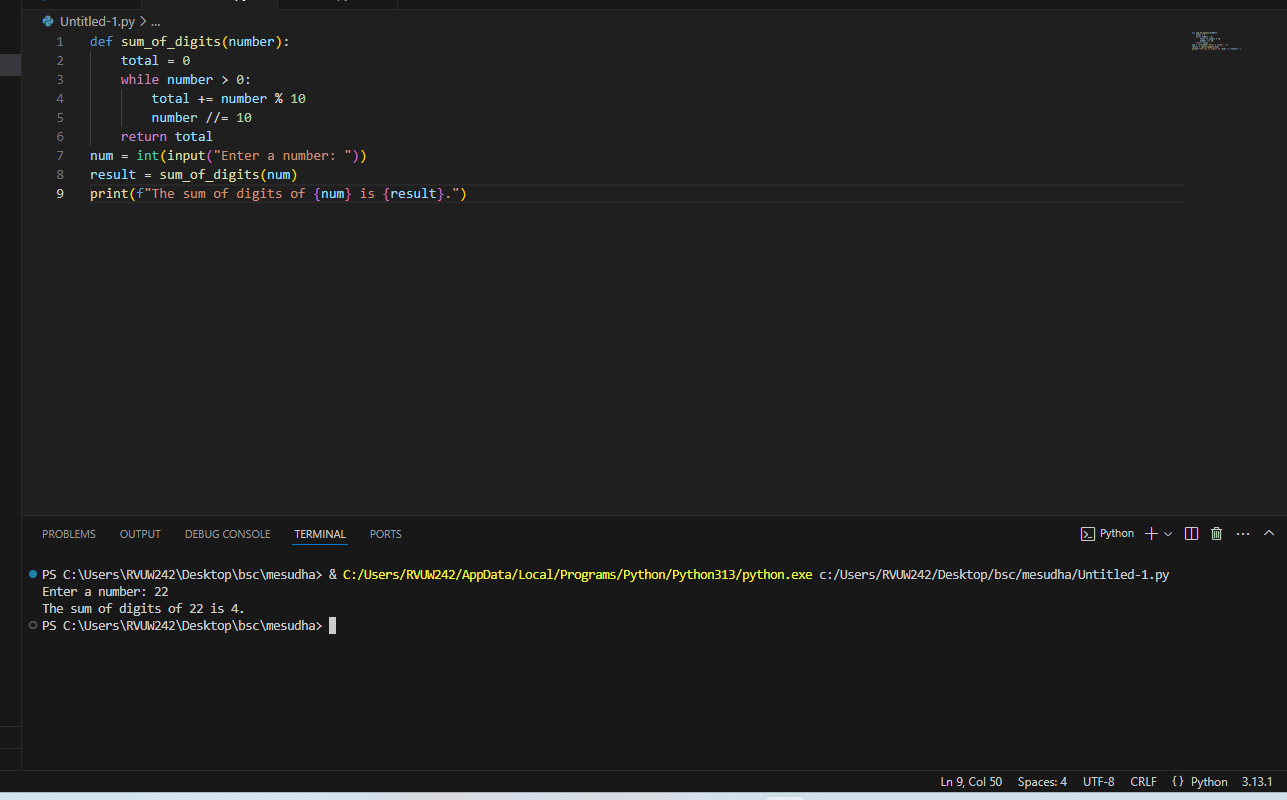 Untitled-1.py > ...
1 def sum_of_digits(number):
2     total = 0
3     while number > 0:
4         total += number % 10
5         number //= 10
6     return total
7 num = int(input("Enter a number: "))
8 result = sum_of_digits(num)
9 print(f"The sum of digits of {num} is {result}.")
PROBLEMS OUTPUT DEBUG CONSOLE TERMINAL PORTS Python
PS C:\Users\RVUW242\Desktop\bsc\mesudha> & C:/Users/RVUW242/AppData/Local/Programs/Python/Python313/python.exe c:/Users/RVUW242/Desktop/bsc/mesudha/Untitled-1.py
Enter a number: 22
The sum of digits of 22 is 4.
PS C:\Users\RVUW242\Desktop\bsc\mesudha>
Ln 9, Col 50 Spaces: 4 UTF-8 CRLF {} Python 3.13.1